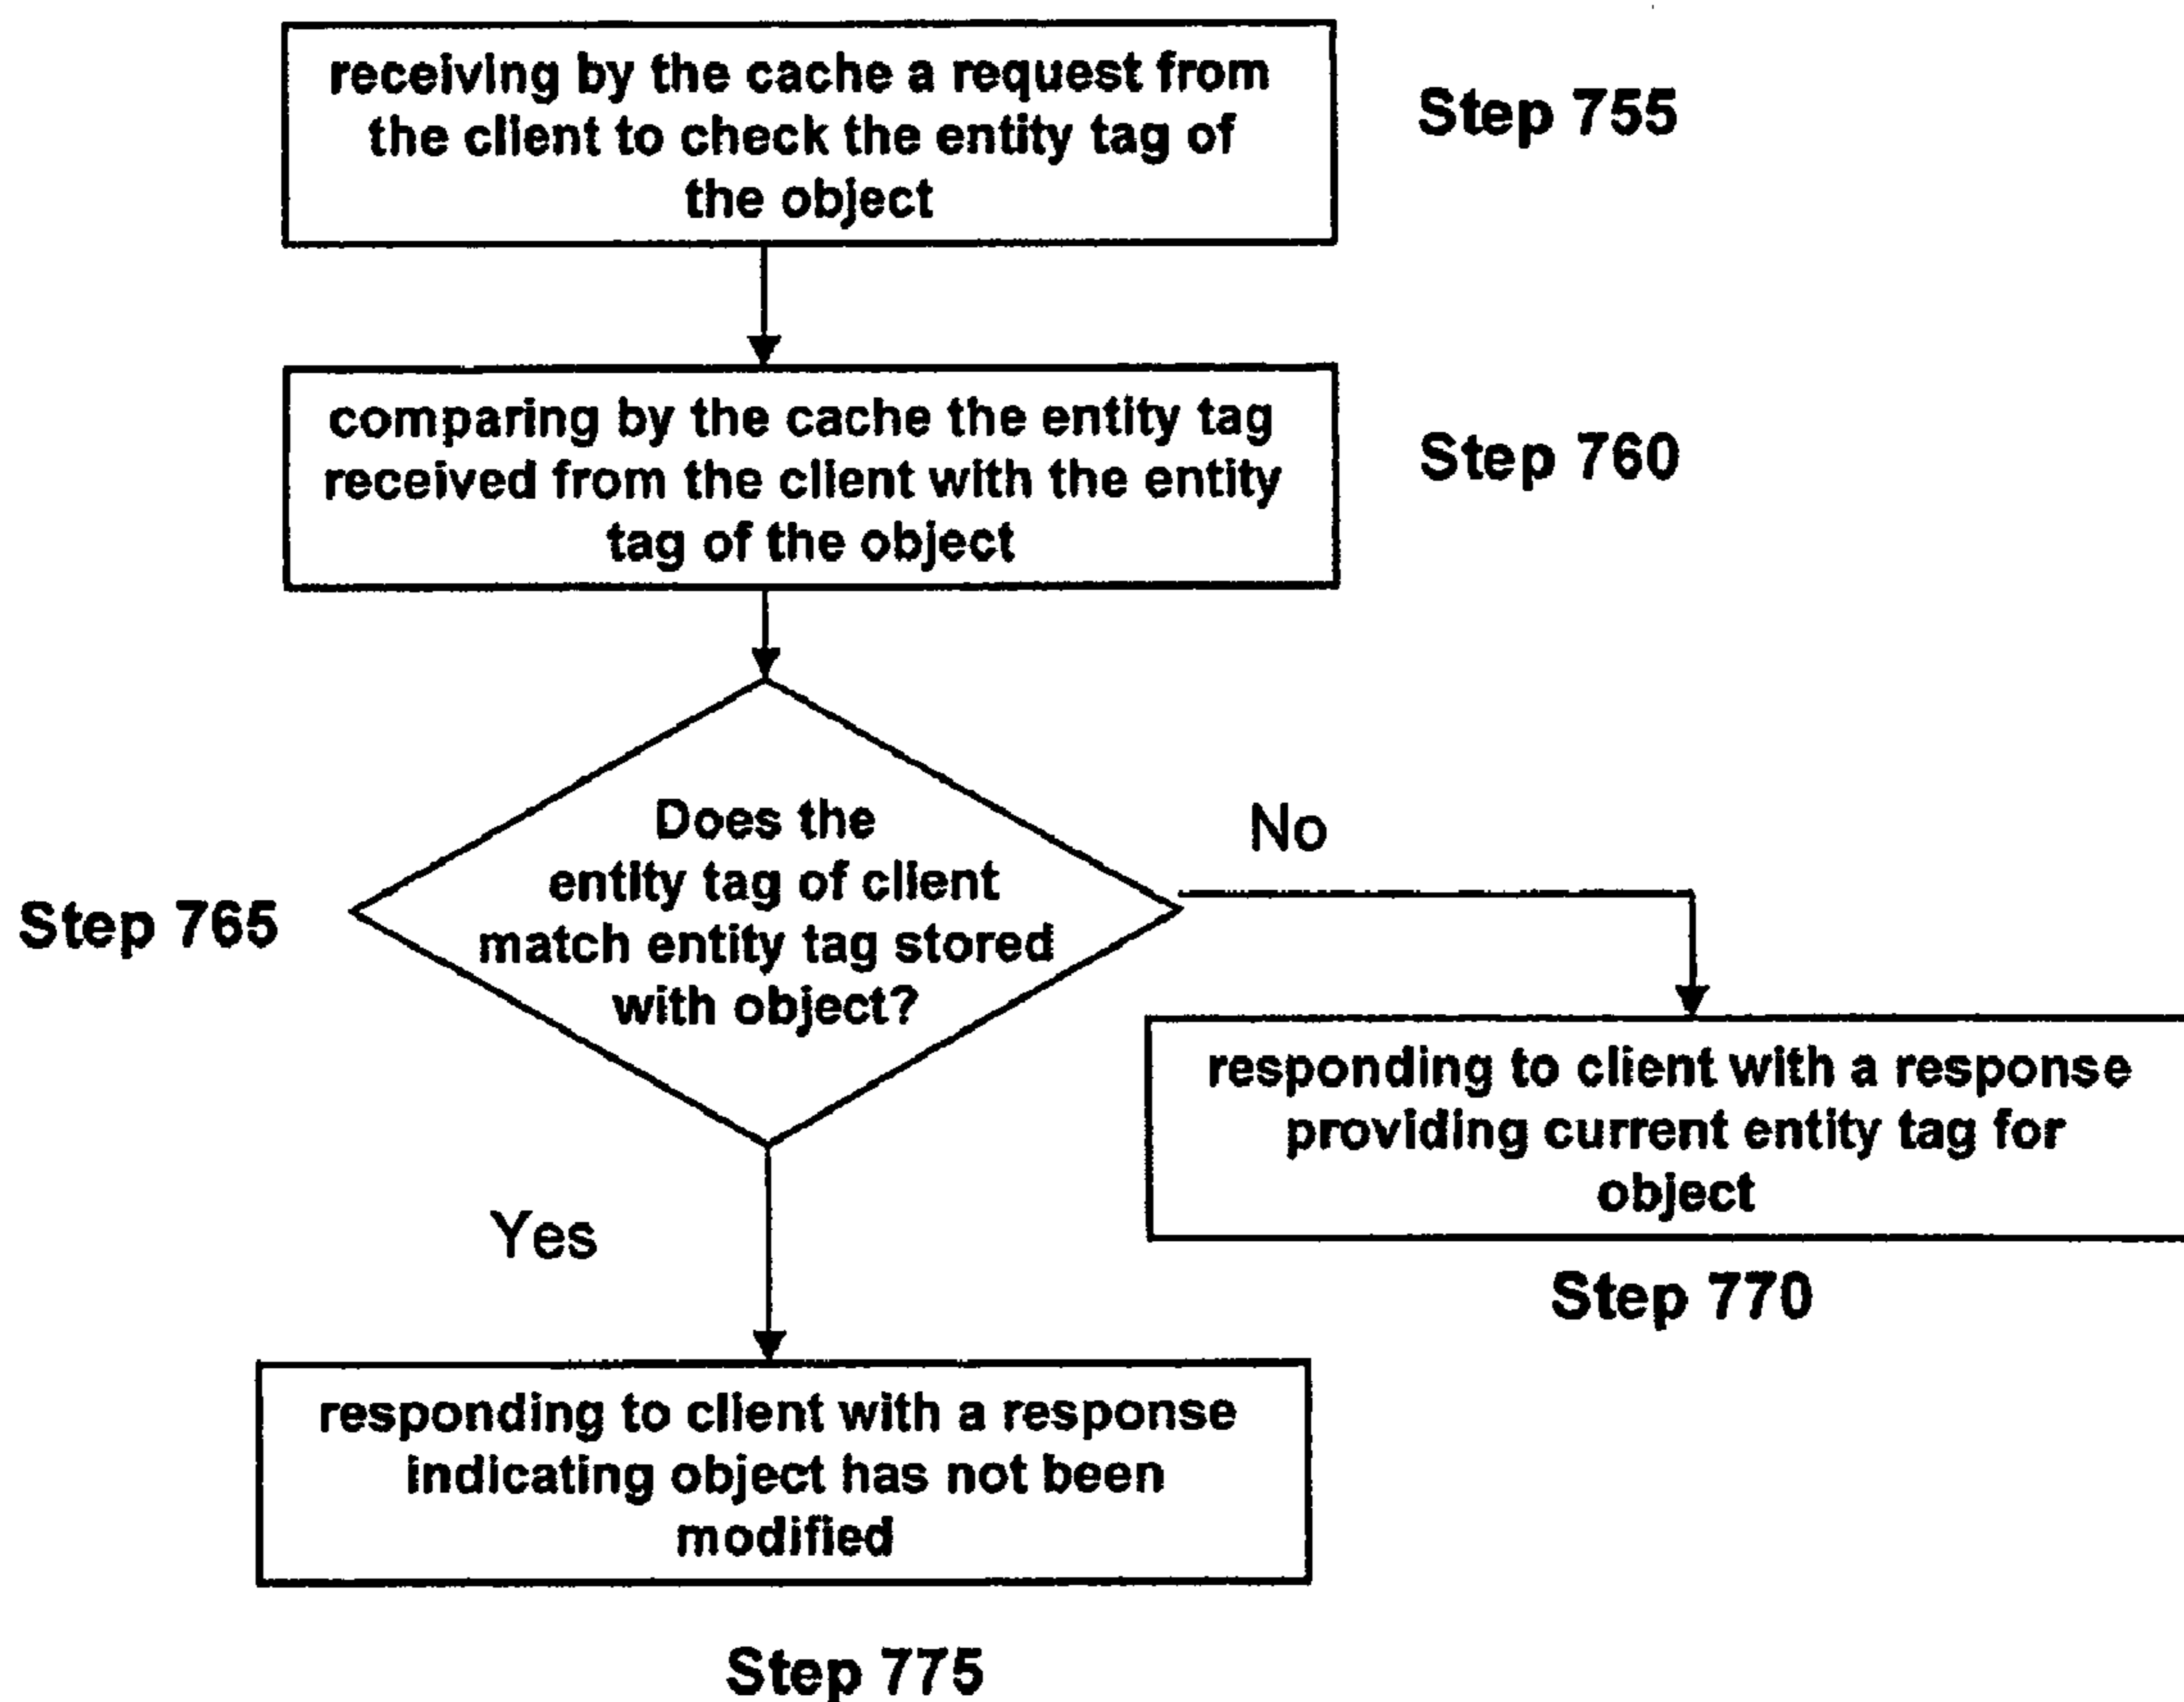 receiving by the cache a request from
the client to check the entity tag of
the object
Step 755
comparing by the cache the entity tag
received from the client with the entity
tag of the object
Step 760
Does the
entity tag of client
match entity tag stored
with object?
Step 765
No
responding to client with a response
providing current entity tag for
object
Step 770
Yes
responding to client with a response
indicating object has not been
modified
Step 775